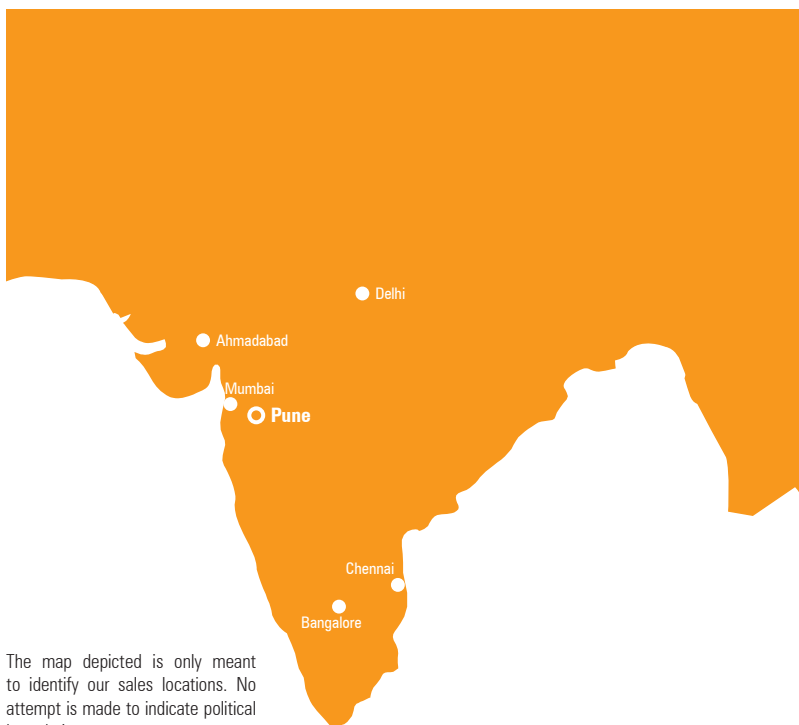 Delhi
Ahmadabad
Mumbai
Pune
Chennai
Bangalore
The map depicted is only meant
to identify our sales locations. No
attempt is made to indicate political